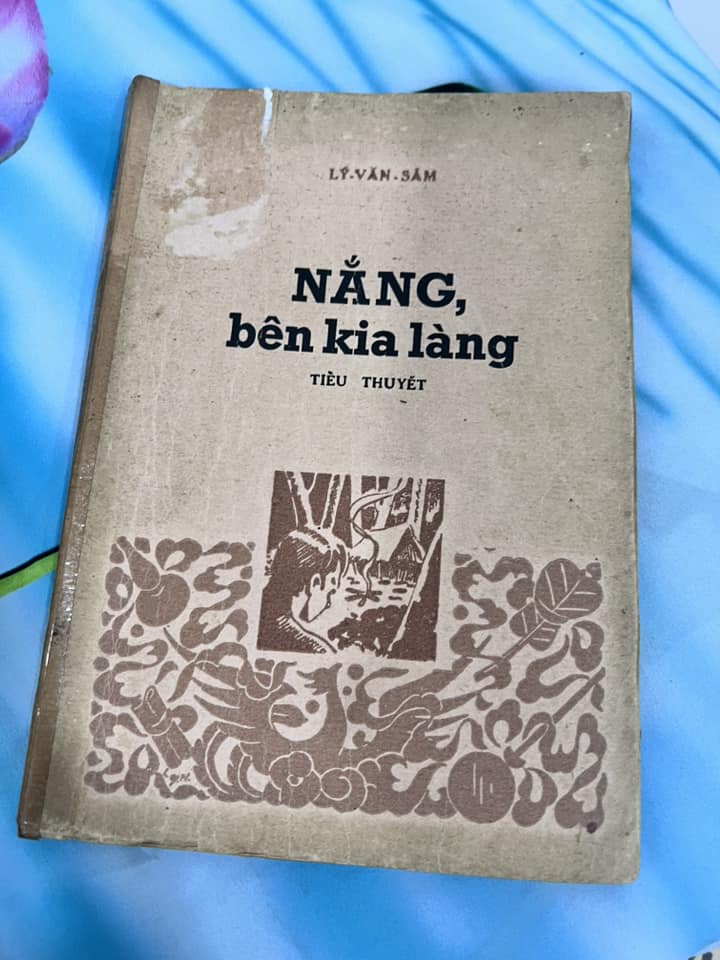 LÝ-VĂN-SÂM
NẮNG,
bên kia làng
TIỂU THUYẾT